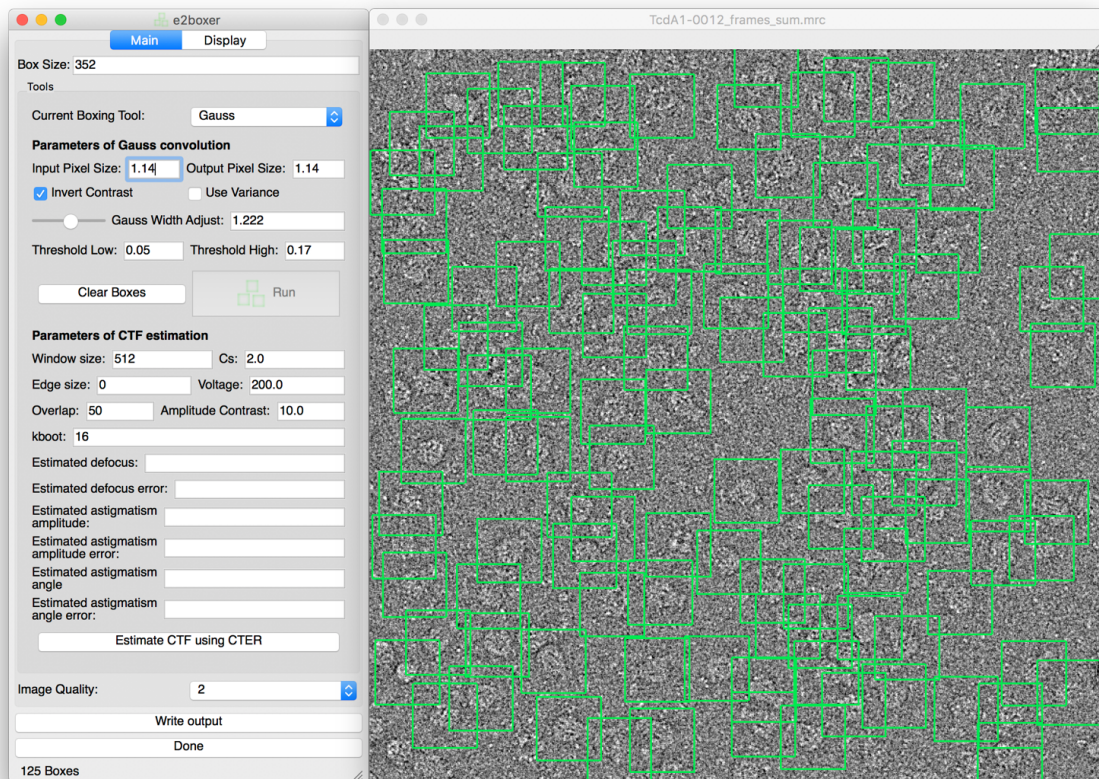 e2boxer
TcdA1-0012_frames_sum.mrc
Main Display
Box Size: 352
Tools
Current Boxing Tool: Gauss
Parameters of Gauss convolution
Input Pixel Size: 1.14 Output Pixel Size: 1.14
Invert Contrast Use Variance
Gauss Width Adjust: 1.222
Threshold Low: 0.05 Threshold High: 0.17
Clear Boxes Run
Parameters of CTF estimation
Window size: 512 Cs: 2.0
Edge size: 0 Voltage: 200.0
Overlap: 50 Amplitude Contrast: 10.0
kboot: 16
Estimated defocus:
Estimated defocus error:
Estimated astigmatism
amplitude:
Estimated astigmatism
amplitude error:
Estimated astigmatism
angle
Estimated astigmatism
angle error:
Estimate CTF using CTER
Image Quality: 2
Write output
Done
125 Boxes